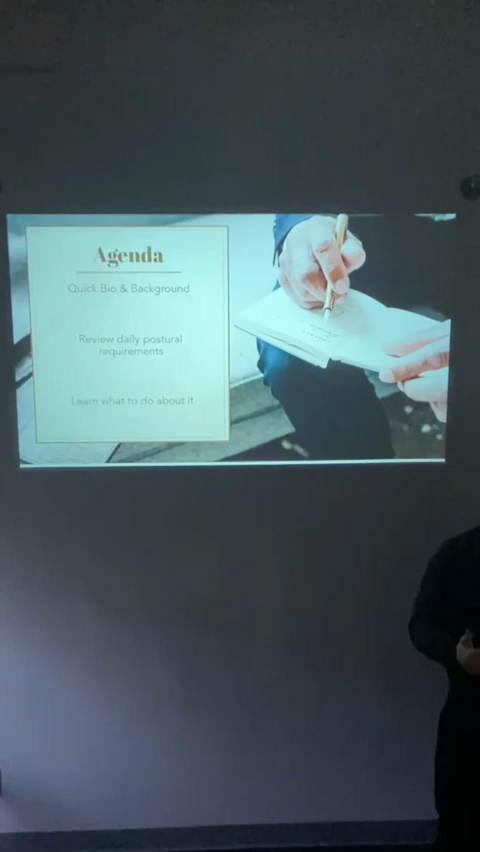 Agenda
Quick Bio & Background
Review daily postural
requirements
Learn what to do about it